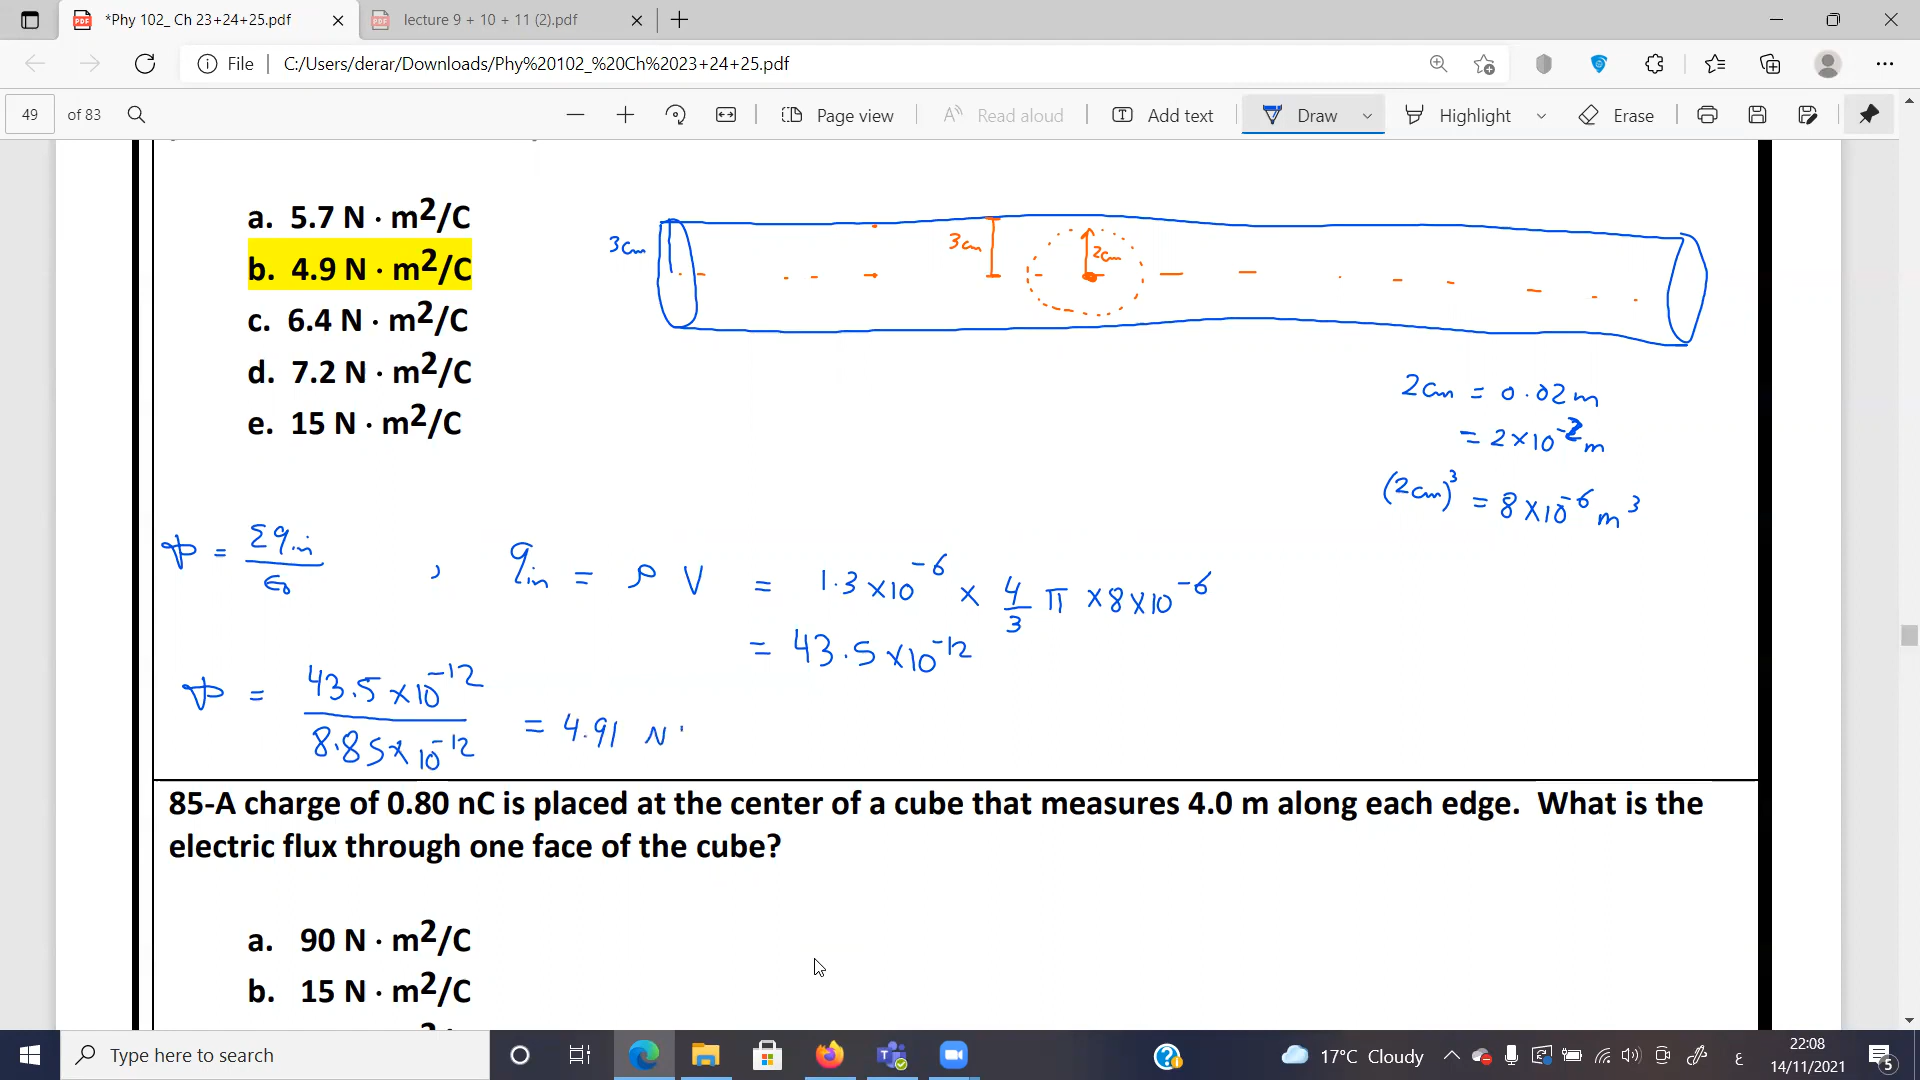 *Phy 102_ Ch 23+24+25.pdf
lecture 9 + 10 + 11 (2).pdf
File
C:/Users/derar/Downloads/Phy%20102_%20Ch%2023+24+25.pdf
49 of 83
Page view
Read aloud
Add text
Draw
Highlight
Erase
a. 5.7 N · m2/C
b. 4.9 N · m2/C
c. 6.4 N · m2/C
d. 7.2 N · m2/C
e. 15 N · m2/C
3cm
3cm
2cm
2cm = 0.02m
= 2×10^-2 m
(2cm)^3 = 8×10^-6 m^3
Φ = Σq_in / ε0 , q_in = ρ V = 1.3×10^-6 × 4/3 π × 8×10^-6
= 43.5×10^-12
Φ = 43.5×10^-12 / 8.85×10^-12 = 4.91 N·
85-A charge of 0.80 nC is placed at the center of a cube that measures 4.0 m along each edge. What is the
electric flux through one face of the cube?
a. 90 N · m2/C
b. 15 N · m2/C
Type here to search
17°C Cloudy
ع
22:08
14/11/2021
5